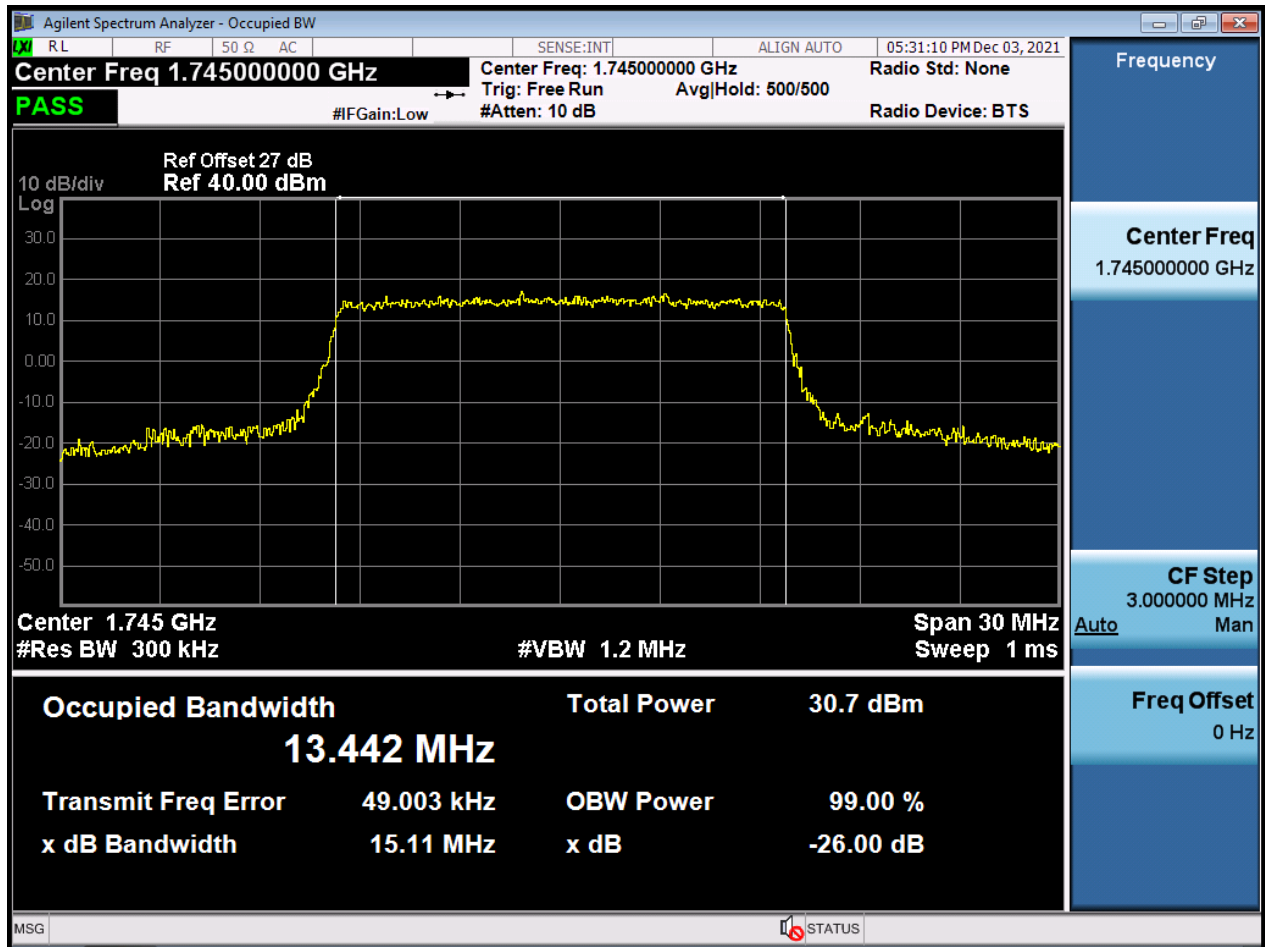 Agilent Spectrum Analyzer - Occupied BW
LXI RL RF 50 Ω AC SENSE:INT ALIGN AUTO 05:31:10 PM Dec 03, 2021
Center Freq 1.745000000 GHz
Center Freq: 1.745000000 GHz Radio Std: None
Trig: Free Run Avg|Hold: 500/500
PASS
#IFGain:Low #Atten: 10 dB Radio Device: BTS
Ref Offset 27 dB
10 dB/div Ref 40.00 dBm
Log
30.0
20.0
10.0
0.00
-10.0
-20.0
-30.0
-40.0
-50.0
Center 1.745 GHz Span 30 MHz
#Res BW 300 kHz #VBW 1.2 MHz Sweep 1 ms
Occupied Bandwidth Total Power 30.7 dBm
13.442 MHz
Transmit Freq Error 49.003 kHz OBW Power 99.00 %
x dB Bandwidth 15.11 MHz x dB -26.00 dB
MSG STATUS
Frequency
Center Freq
1.745000000 GHz
CF Step
3.000000 MHz
Auto Man
Freq Offset
0 Hz